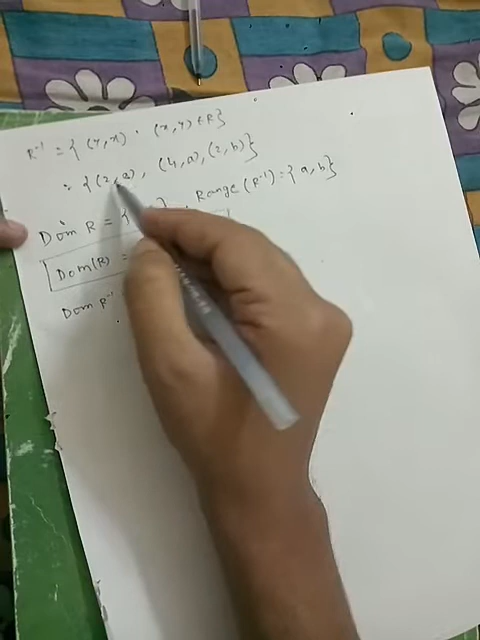 R⁻¹ = { (y,x) : (x,y) ∈ R}
= { (2,a), (4,a), (2,b)}
Dom R = { , Range (R⁻¹) = { a, b}
Dom(R) =
Dom R⁻¹